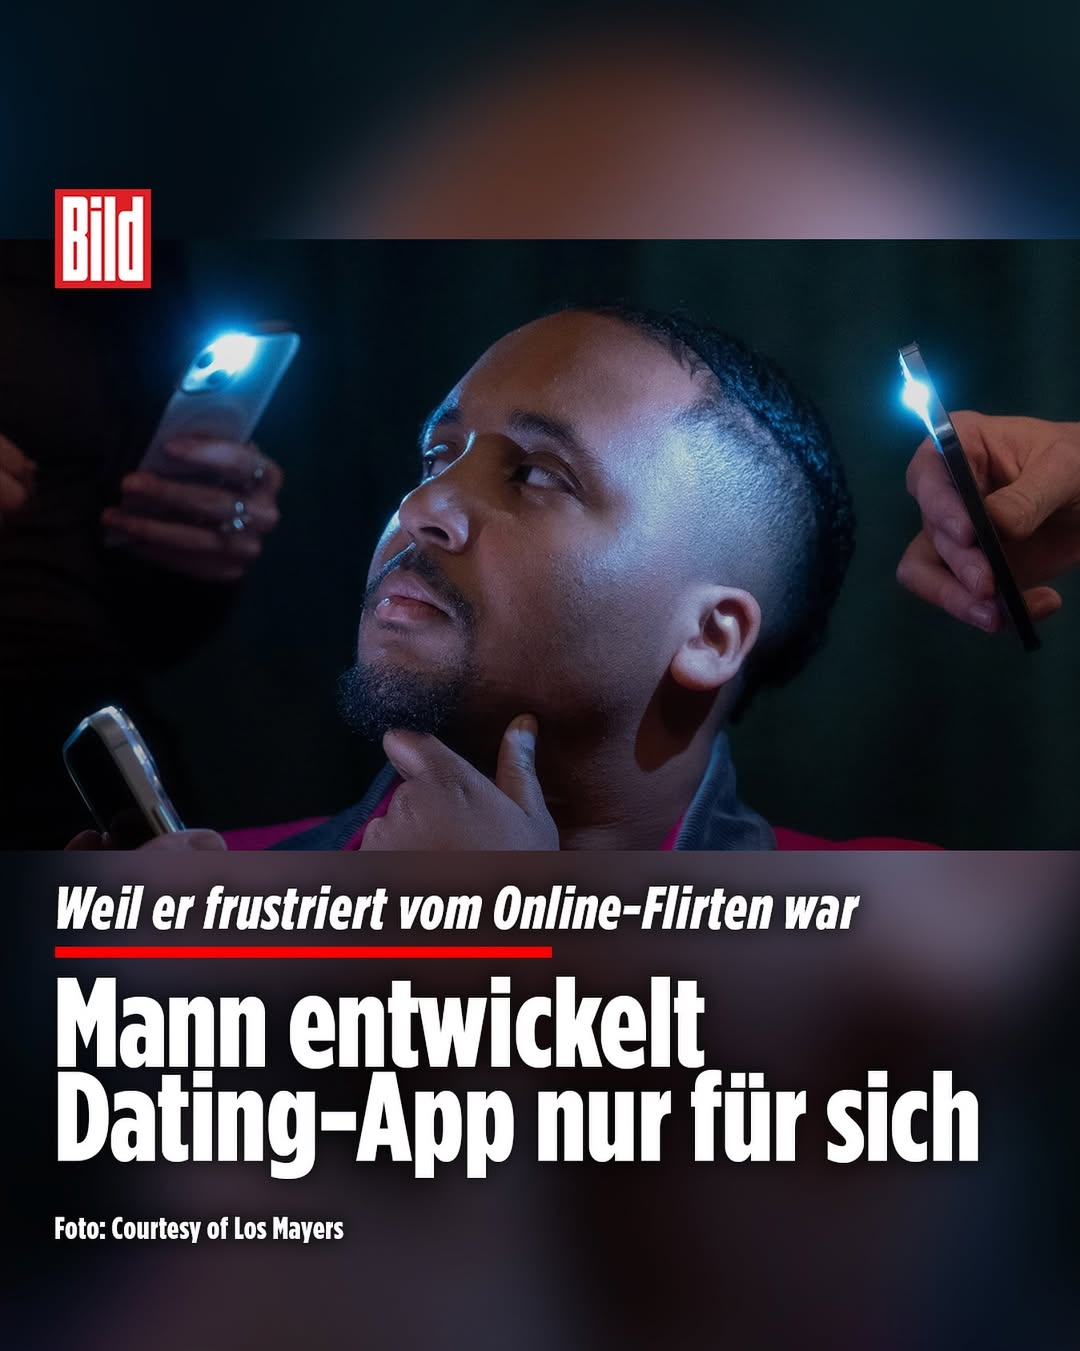 Bild
Weil er frustriert vom Online-Flirten war
Mann entwickelt
Dating-App nur für sich
Foto: Courtesy of Los Mayers